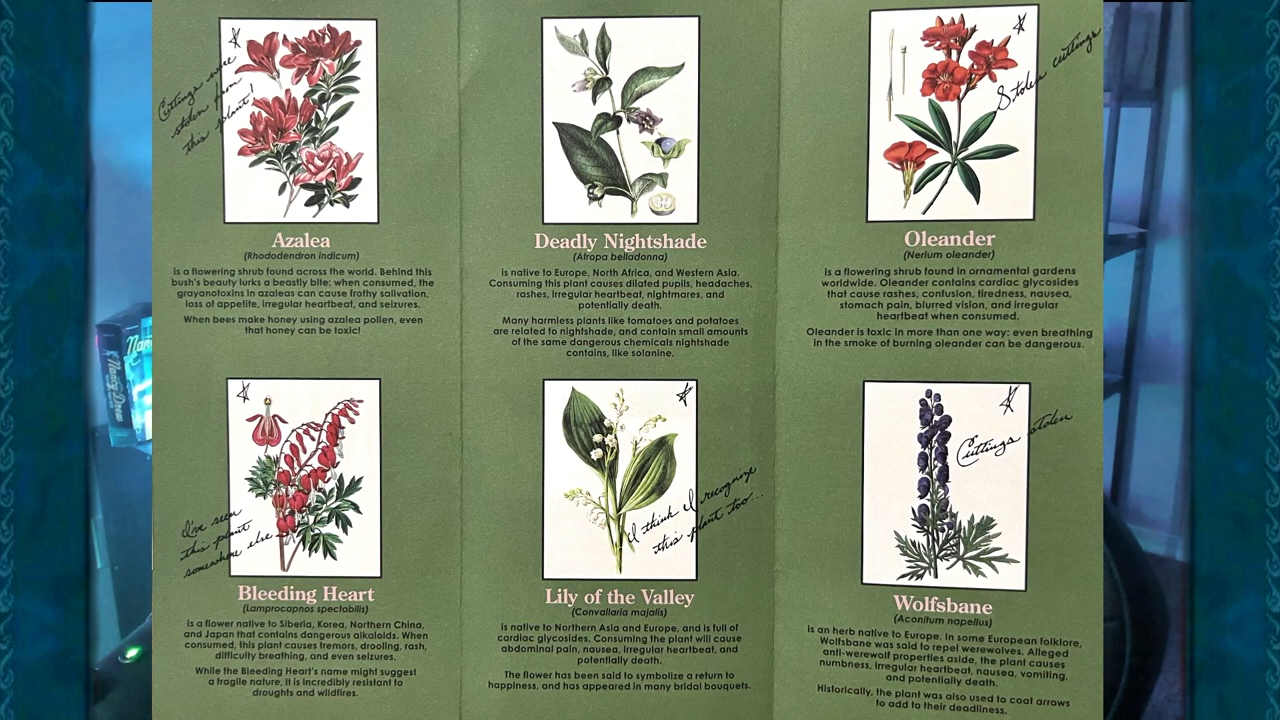 Cuttings were
stolen from
this plant!
Azalea
(Rhododendron indicum)
is a flowering shrub found across the world. Behind this
bush's beauty lurks a beastly bite: when consumed, the
grayanotoxins in azaleas can cause frothy salivation,
loss of appetite, irregular heartbeat, and seizures.
When bees make honey using azalea pollen, even
that honey can be toxic!
Deadly Nightshade
(Atropa belladonna)
is native to Europe, North Africa, and Western Asia.
Consuming this plant causes dilated pupils, headaches,
rashes, irregular heartbeat, nightmares, and
potentially death.
Many harmless plants like tomatoes and potatoes
are related to nightshade, and contain small amounts
of the same dangerous chemicals nightshade
contains, like solanine.
Stolen cuttings
Oleander
(Nerium oleander)
is a flowering shrub found in ornamental gardens
worldwide. Oleander contains cardiac glycosides
that cause rashes, confusion, tiredness, nausea,
stomach pain, blurred vision, and irregular
heartbeat when consumed.
Oleander is toxic in more than one way: even breathing
in the smoke of burning oleander can be dangerous.
Nancy Drew
I've seen
this plant
somewhere else
Bleeding Heart
(Lamprocapnos spectabilis)
is a flower native to Siberia, Korea, Northern China,
and Japan that contains dangerous alkaloids. When
consumed, this plant causes tremors, drooling, rash,
difficulty breathing, and even seizures.
While the Bleeding Heart's name might suggest
a fragile nature, it is incredibly resistant to
droughts and wildfires.
I think I recognize
this plant too...
Lily of the Valley
(Convallaria majalis)
is native to Northern Asia and Europe, and is full of
cardiac glycosides. Consuming the plant will cause
abdominal pain, nausea, irregular heartbeat, and
potentially death.
The flower has been said to symbolize a return to
happiness, and has appeared in many bridal bouquets.
Cuttings stolen
Wolfsbane
(Aconitum napellus)
is an herb native to Europe. In some European folklore,
Wolfsbane was said to repel werewolves. Alleged
anti-werewolf properties aside, the plant causes
numbness, irregular heartbeat, nausea, vomiting,
and potentially death.
Historically, the plant was also used to coat arrows
to add to their deadliness.